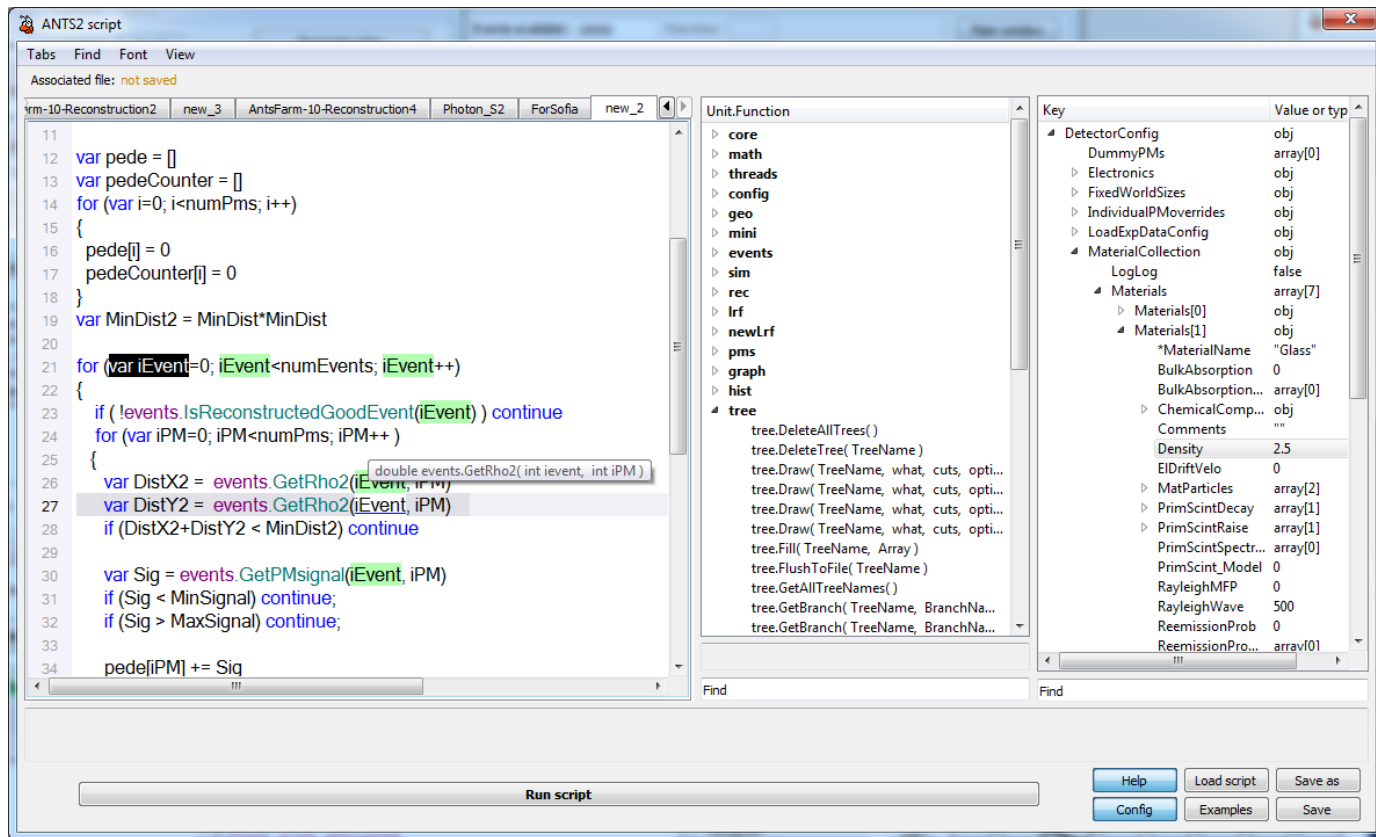 ANTS2 script
Tabs Find Font View
Associated file: not saved
rm-10-Reconstruction2 new_3 AntsFarm-10-Reconstruction4 Photon_S2 ForSofia new_2
11
12 var pede = []
13 var pedeCounter = []
14 for (var i=0; i<numPms; i++)
15 {
16 pede[i] = 0
17 pedeCounter[i] = 0
18 }
19 var MinDist2 = MinDist*MinDist
20
21 for (var iEvent=0; iEvent<numEvents; iEvent++)
22 {
23 if ( !events.IsReconstructedGoodEvent(iEvent) ) continue
24 for (var iPM=0; iPM<numPms; iPM++ )
25 {
double events.GetRho2( int ievent, int iPM )
26 var DistX2 = events.GetRho2(iEvent, iPM)
27 var DistY2 = events.GetRho2(iEvent, iPM)
28 if (DistX2+DistY2 < MinDist2) continue
29
30 var Sig = events.GetPMsignal(iEvent, iPM)
31 if (Sig < MinSignal) continue;
32 if (Sig > MaxSignal) continue;
33
34 pede[iPM] += Sig
Unit.Function
core
math
threads
config
geo
mini
events
sim
rec
lrf
newLrf
pms
graph
hist
tree
tree.DeleteAllTrees( )
tree.DeleteTree( TreeName )
tree.Draw( TreeName, what, cuts, opti...
tree.Draw( TreeName, what, cuts, opti...
tree.Draw( TreeName, what, cuts, opti...
tree.Draw( TreeName, what, cuts, opti...
tree.Fill( TreeName, Array )
tree.FlushToFile( TreeName )
tree.GetAllTreeNames( )
tree.GetBranch( TreeName, BranchNa...
tree.GetBranch( TreeName, BranchNa...
Find
Key Value or typ
DetectorConfig obj
DummyPMs array[0]
Electronics obj
FixedWorldSizes obj
IndividualPMoverrides obj
LoadExpDataConfig obj
MaterialCollection obj
LogLog false
Materials array[7]
Materials[0] obj
Materials[1] obj
*MaterialName "Glass"
BulkAbsorption 0
BulkAbsorption... array[0]
ChemicalComp... obj
Comments ""
Density 2.5
ElDriftVelo 0
MatParticles array[2]
PrimScintDecay array[1]
PrimScintRaise array[1]
PrimScintSpectr... array[0]
PrimScint_Model 0
RayleighMFP 0
RayleighWave 500
ReemissionProb 0
ReemissionPro... array[0]
Find
Run script
Help Load script Save as
Config Examples Save